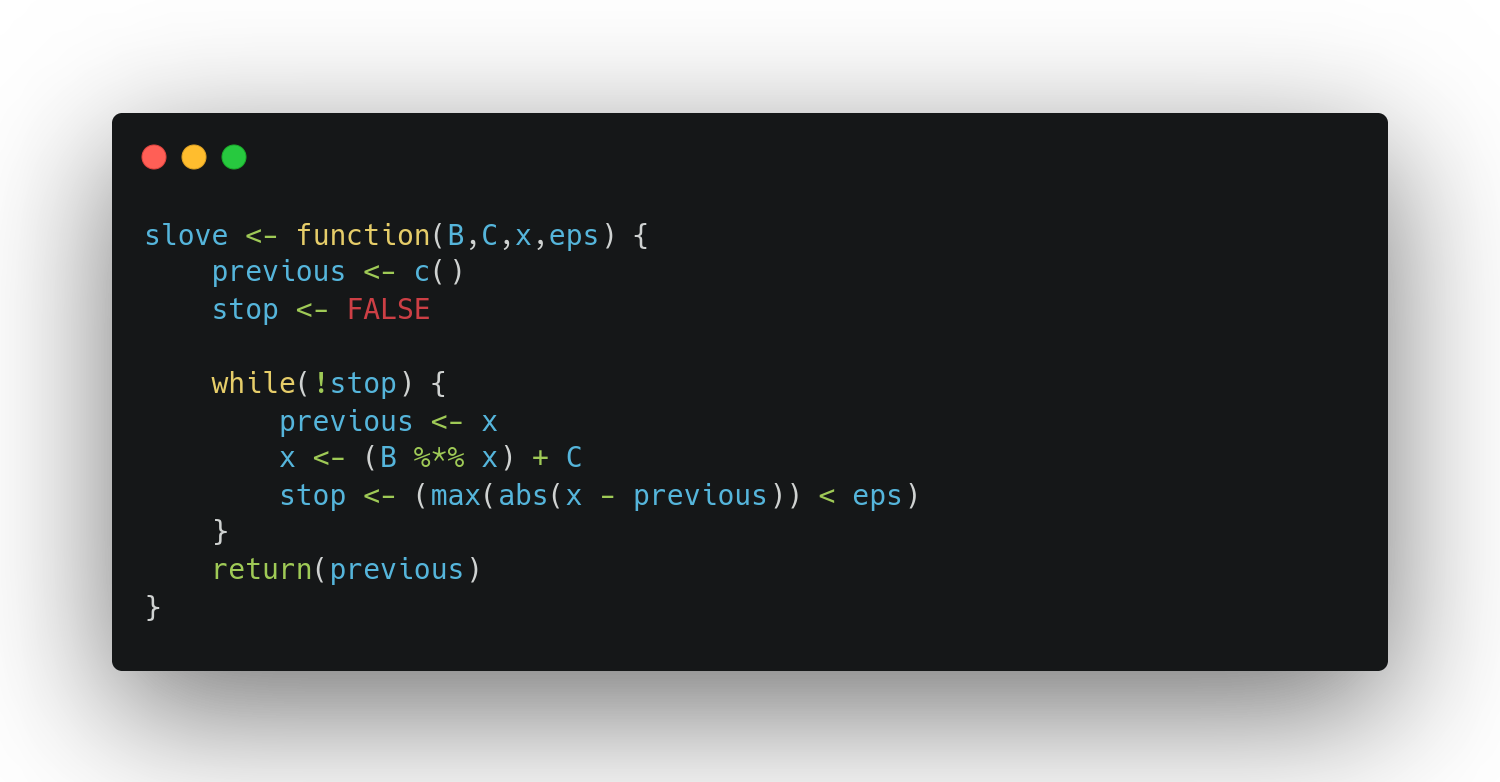 slove <- function(B,C,x,eps) {
    previous <- c()
    stop <- FALSE

    while(!stop) {
        previous <- x
        x <- (B %*% x) + C
        stop <- (max(abs(x - previous)) < eps)
    }
    return(previous)
}